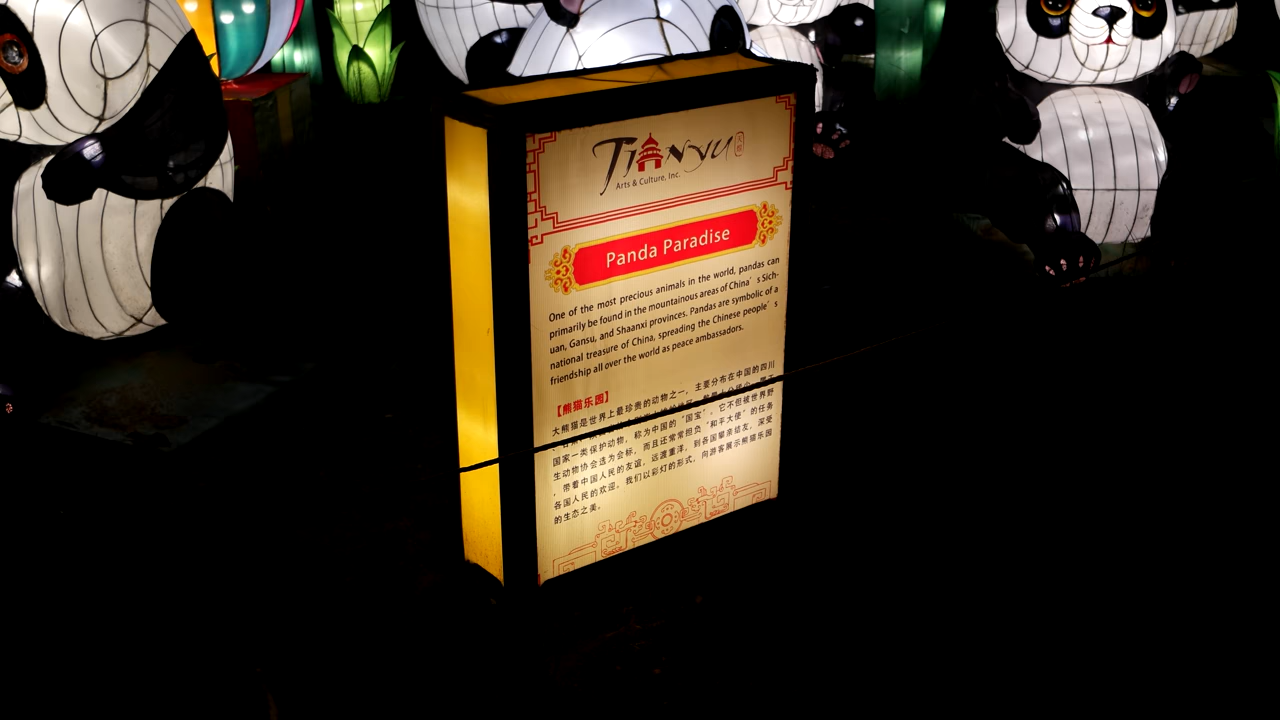 TiANyu 天禹
Arts & Culture, Inc.
Panda Paradise
One of the most precious animals in the world, pandas can
primarily be found in the mountainous areas of China's Sich-
uan, Gansu, and Shaanxi provinces. Pandas are symbolic of a
national treasure of China, spreading the Chinese people's
friendship all over the world as peace ambassadors.
【熊猫乐园】
大熊猫是世界上最珍贵的动物之一，主要分布在中国的四川
国家一类保护动物，称为中国的“国宝”。它不但被世界野
生动物协会选为会标，而且还常常担负“和平大使”的任务
，带着中国人民的友谊，远渡重洋，到各国攀亲结友，深受
各国人民的欢迎。我们以彩灯的形式，向游客展示熊猫乐园
的生态之美。